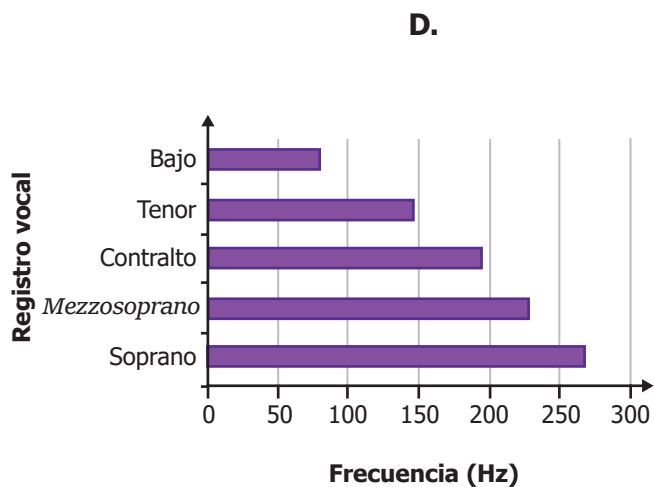 D.
Registro vocal
Bajo
Tenor
Contralto
Mezzosoprano
Soprano
0 50 100 150 200 250 300
Frecuencia (Hz)